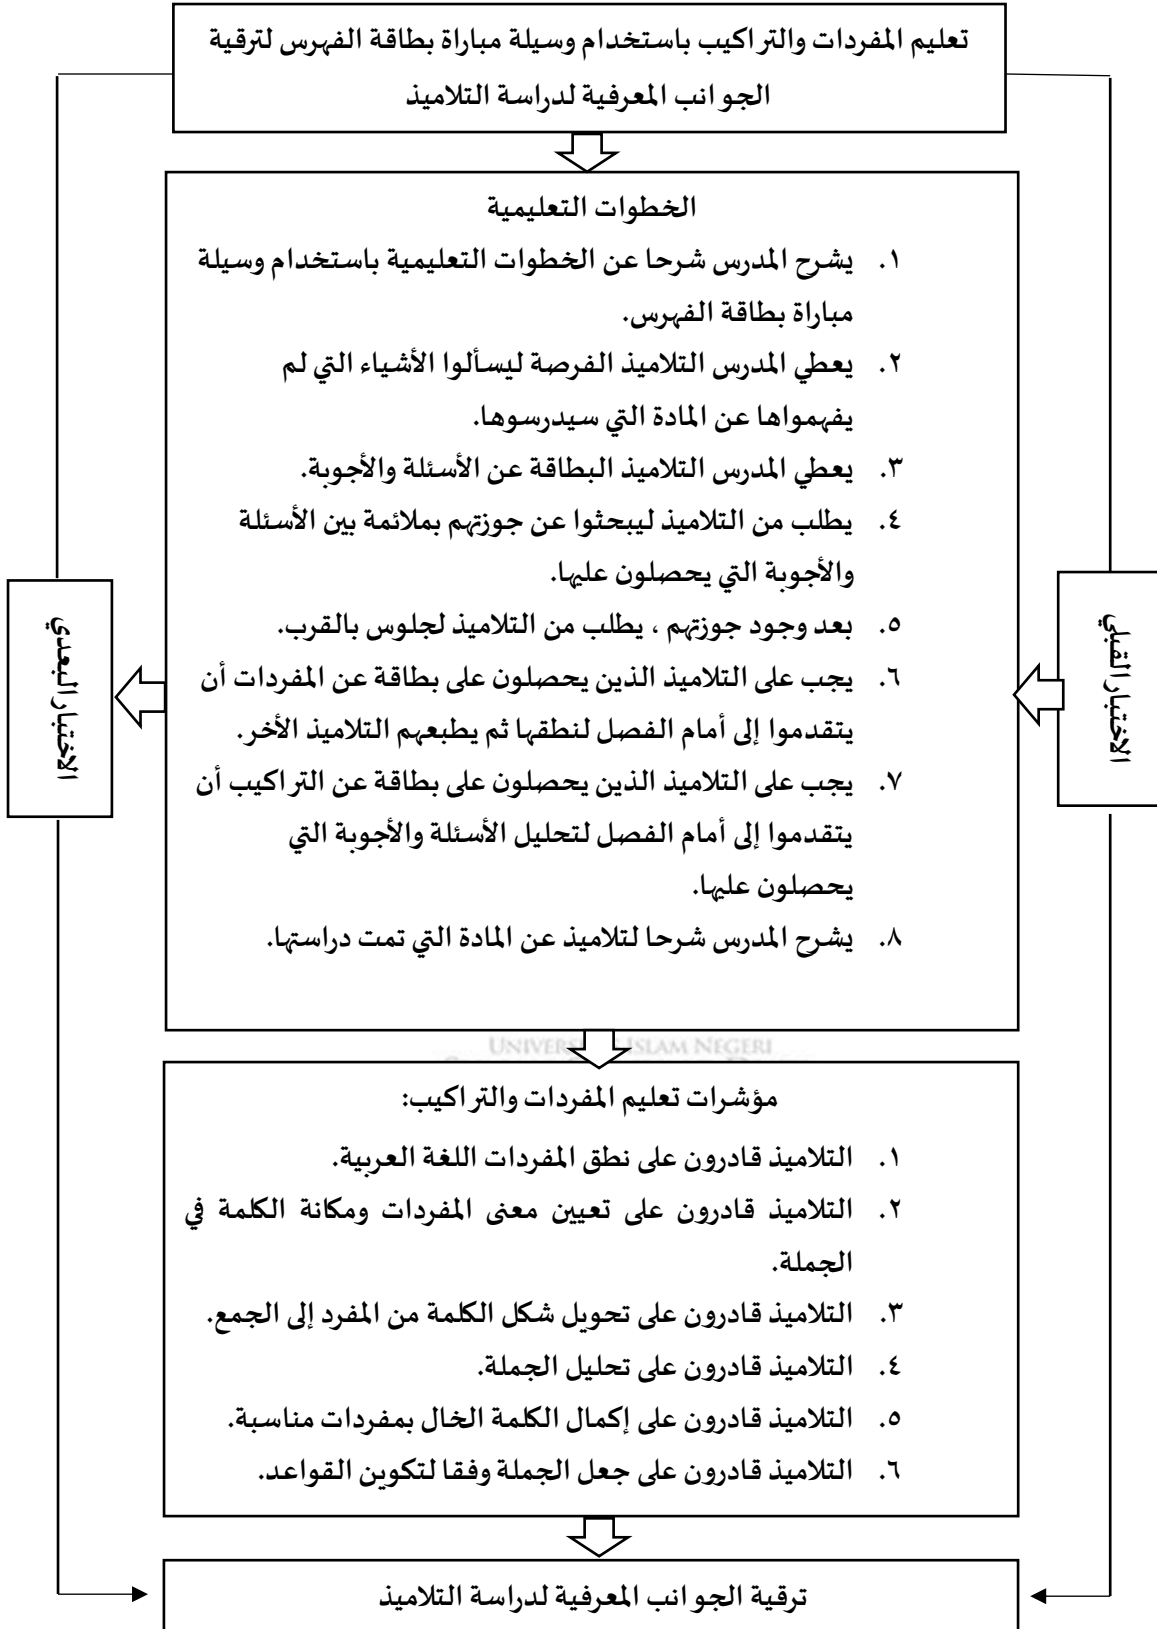 تعليم المفردات والتراكيب باستخدام وسيلة مباراة بطاقة الفهرس لترقية
الجوانب المعرفية لدراسة التلاميذ
الخطوات التعليمية
١. يشرح المدرس شرحا عن الخطوات التعليمية باستخدام وسيلة
مباراة بطاقة الفهرس.
٢. يعطي المدرس التلاميذ الفرصة ليسألوا الأشياء التي لم
يفهمواها عن المادة التي سيدرسوها.
٣. يعطي المدرس التلاميذ البطاقة عن الأسئلة والأجوبة.
٤. يطلب من التلاميذ ليبحثوا عن جوزتهم بملائمة بين الأسئلة
والأجوبة التي يحصلون عليها.
٥. بعد وجود جوزتهم ، يطلب من التلاميذ لجلوس بالقرب.
٦. يجب على التلاميذ الذين يحصلون على بطاقة عن المفردات أن
يتقدموا إلى أمام الفصل لنطقها ثم يطبعهم التلاميذ الأخر.
٧. يجب على التلاميذ الذين يحصلون على بطاقة عن التراكيب أن
يتقدموا إلى أمام الفصل لتحليل الأسئلة والأجوبة التي
يحصلون عليها.
٨. يشرح المدرس شرحا لتلاميذ عن المادة التي تمت دراستها.
الاختبار القبلي
الاختبار البعدي
ISLAM NEGERI
مؤشرات تعليم المفردات والتراكيب:
١. التلاميذ قادرون على نطق المفردات اللغة العربية.
٢. التلاميذ قادرون على تعيين معنى المفردات ومكانة الكلمة في
الجملة.
٣. التلاميذ قادرون على تحويل شكل الكلمة من المفرد إلى الجمع.
٤. التلاميذ قادرون على تحليل الجملة.
٥. التلاميذ قادرون على إكمال الكلمة الخال بمفردات مناسبة.
٦. التلاميذ قادرون على جعل الجملة وفقا لتكوين القواعد.
ترقية الجوانب المعرفية لدراسة التلاميذ